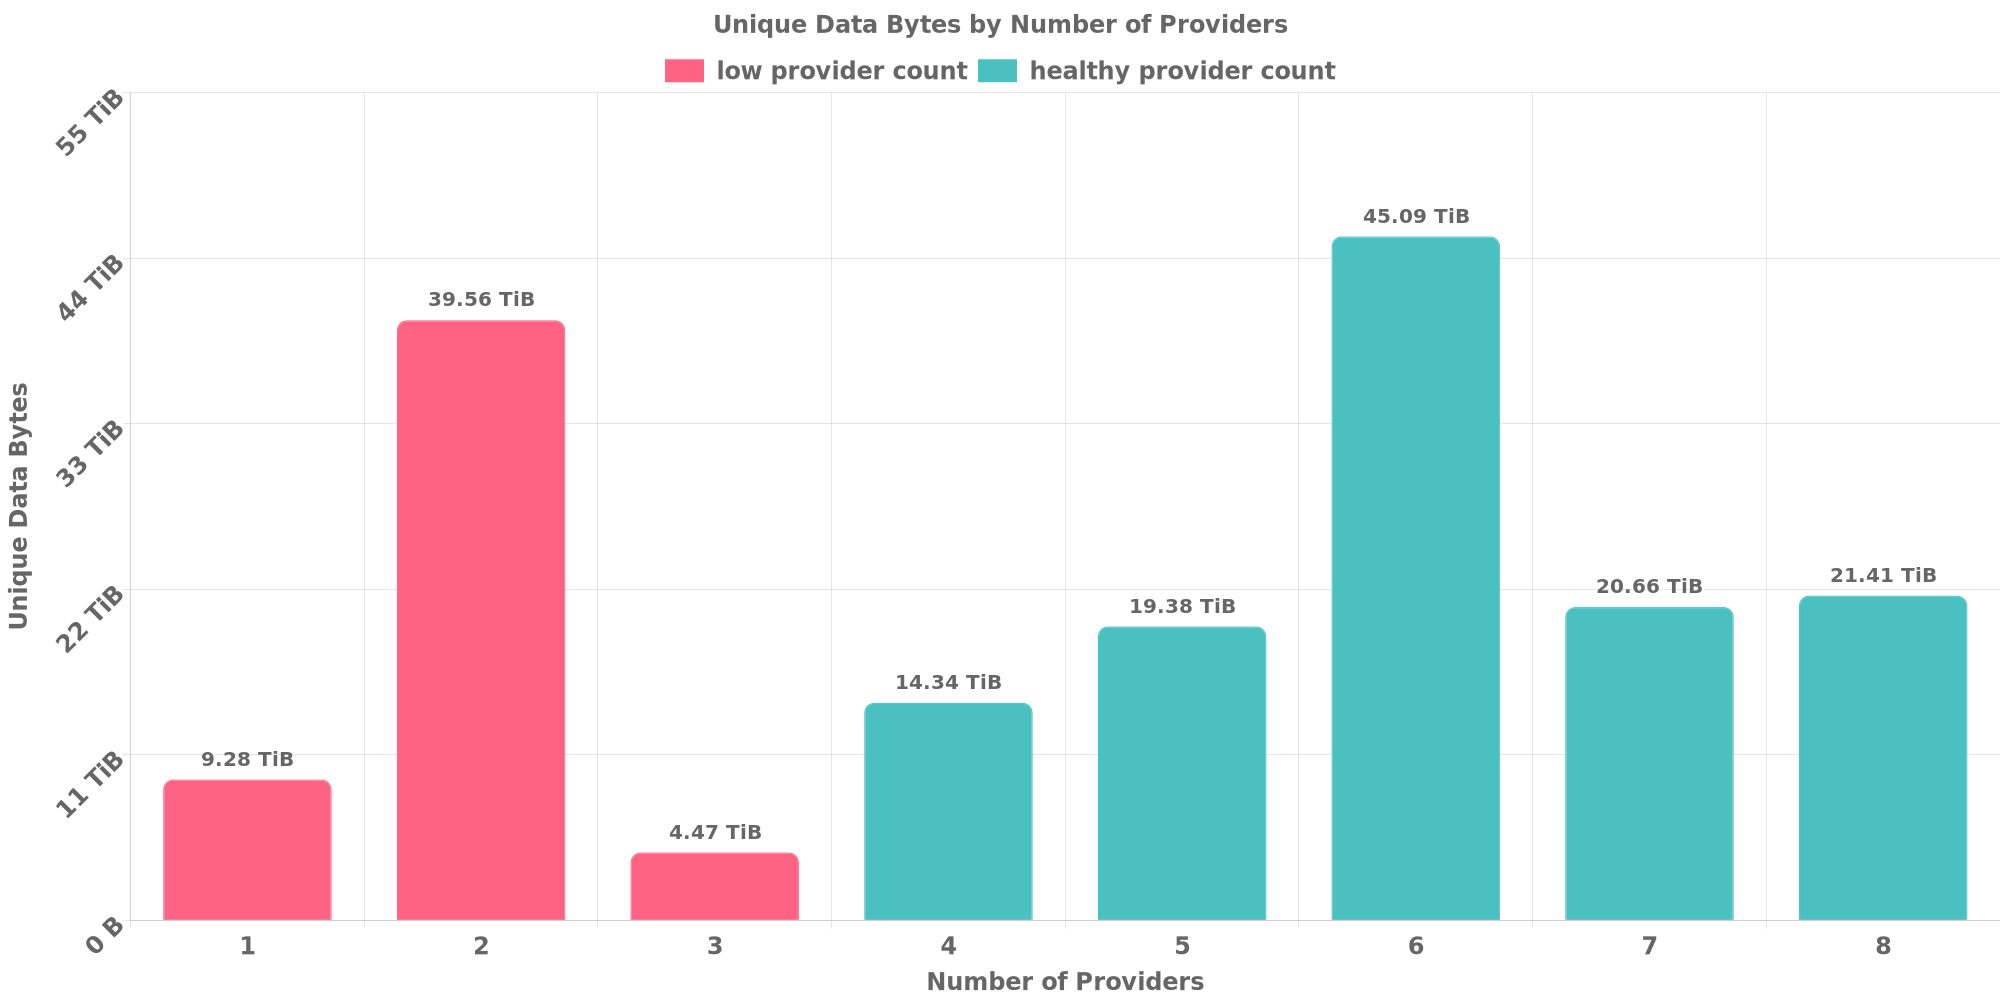 Unique Data Bytes by Number of Providers
low provider count healthy provider count
55 TiB
44 TiB
33 TiB
22 TiB
11 TiB
0 B
Unique Data Bytes
9.28 TiB
39.56 TiB
4.47 TiB
14.34 TiB
19.38 TiB
45.09 TiB
20.66 TiB
21.41 TiB
1 2 3 4 5 6 7 8
Number of Providers